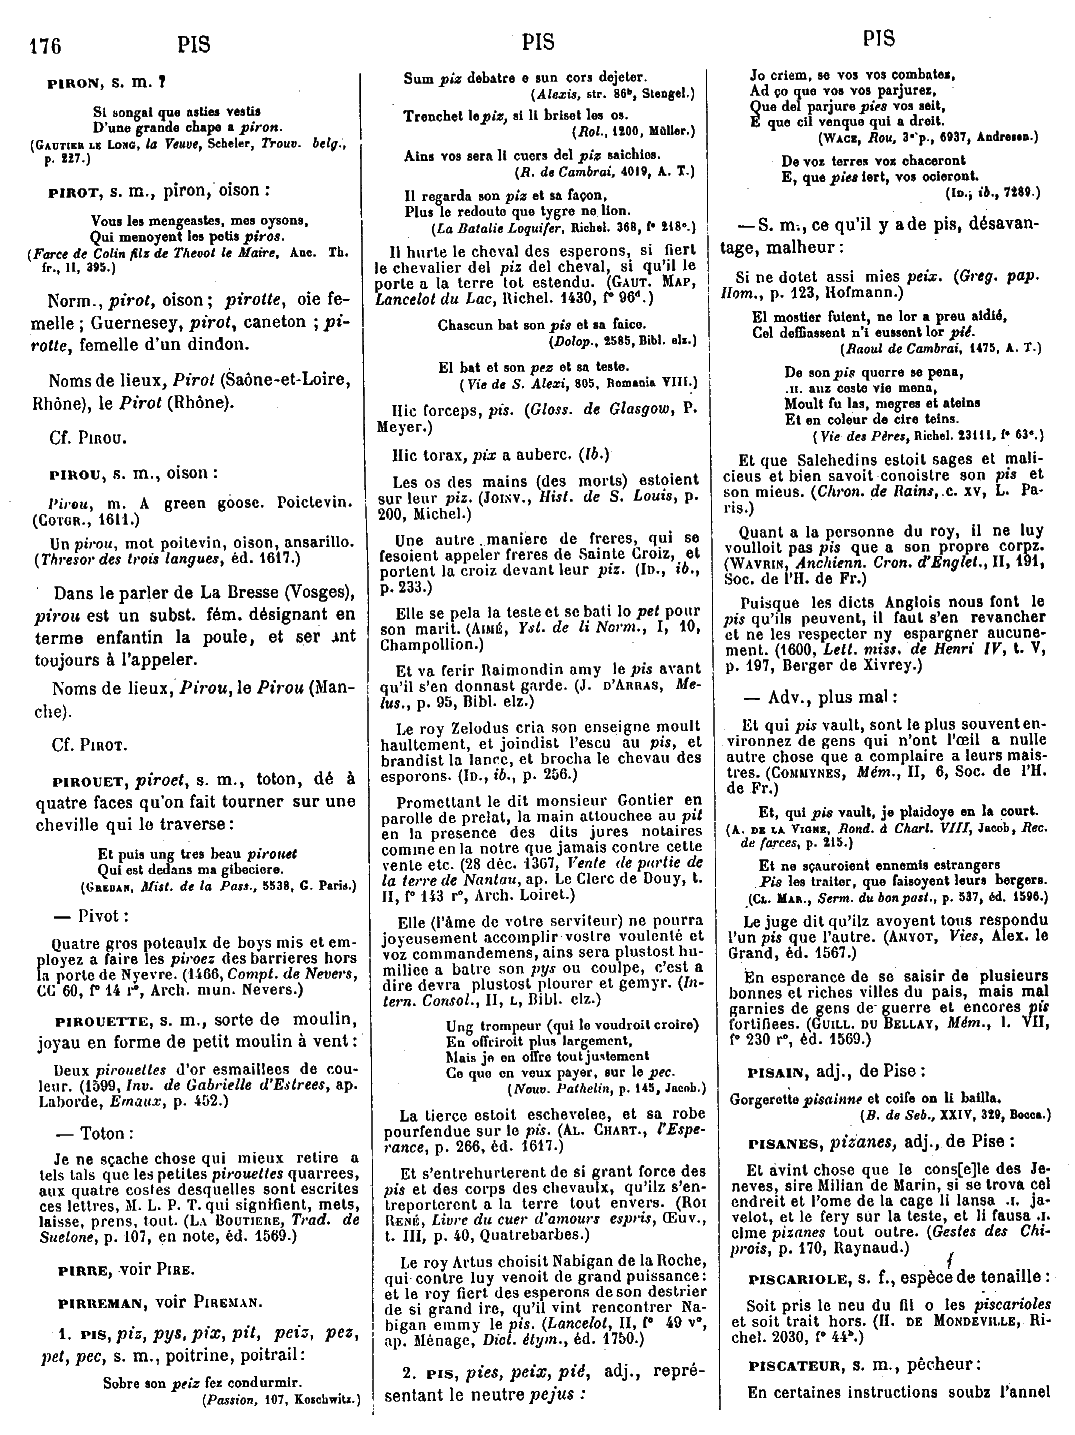 176 PIS PIS PIS
PIRON, s. m. ?
Si songai que asties vestis
D'une grande chape a piron.
(GAUTIER LE LONG, la Veuve, Scheler, Trouv. belg.,
p. 227.)
PIROT, s. m., piron, oison :
Vous les mengeastes, mes oysons,
Qui menoyent les petis piros.
(Farce de Colin filz de Thevot le Maire, Anc. Th.
fr., II, 395.)
Norm., pirot, oison ; pirotte, oie fe-
melle ; Guernesey, pirot, caneton ; pi-
rotte, femelle d'un dindon.
Noms de lieux, Pirot (Saône-et-Loire,
Rhône), le Pirot (Rhône).
Cf. PIROU.
PIROU, s. m., oison :
Pirou, m. A green goose. Poictevin.
(COTGR., 1611.)
Un pirou, mot poitevin, oison, ansarillo.
(Thresor des trois langues, éd. 1617.)
Dans le parler de La Bresse (Vosges),
pirou est un subst. fém. désignant en
terme enfantin la poule, et ser ant
toujours à l'appeler.
Noms de lieux, Pirou, le Pirou (Man-
che).
Cf. PIROT.
PIROUET, piroet, s. m., toton, dé à
quatre faces qu'on fait tourner sur une
cheville qui le traverse :
Et puis ung tres beau pirouet
Qui est dedans ma gibeciere.
(GREBAN, Mist. de la Pass., 5538, G. Paris.)
— Pivot :
Quatre gros poteaulx de boys mis et em-
ployez a faire les piroez des barrieres hors
la porte de Nyevre. (1466, Compt. de Nevers,
CC 60, f° 14 r°, Arch. mun. Nevers.)
PIROUETTE, s. m., sorte de moulin,
joyau en forme de petit moulin à vent :
Deux pirouettes d'or esmaillees de cou-
leur. (1599, Inv. de Gabrielle d'Estrees, ap.
Laborde, Emaux, p. 452.)
— Toton :
Je ne sçache chose qui mieux retire a
tels tals que les petites pirouettes quarrees,
aux quatre costes desquelles sont escrites
ces lettres, M. L. P. T. qui signifient, mets,
laisse, prens, tout. (LA BOUTIERE, Trad. de
Suetone, p. 107, en note, éd. 1569.)
PIRRE, voir PIRE.
PIRREMAN, voir PIREMAN.
1. PIS, piz, pys, pix, pit, peiz, pez,
pet, pec, s. m., poitrine, poitrail :
Sobre son peiz fez condurmir.
(Passion, 107, Koschwitz.)
Sum piz debatre e sun cors dejeter.
(Alexis, str. 86ᵇ, Stengel.)
Trenchet le piz, si li briset les os.
(Rol., 1200, Müller.)
Ains vos sera li cuers del piz saichios.
(R. de Cambrai, 4019, A. T.)
Il regarda son piz et sa façon,
Plus le redoute que tygre ne lion.
(La Batalie Loquifer, Richel. 368, f° 218ᵉ.)
Il hurte le cheval des esperons, si fiert
le chevalier del piz del cheval, si qu'il le
porte a la terre tot estendu. (GAUT. MAP,
Lancelot du Lac, Richel. 1430, f° 96ᵈ.)
Chascun bat son pis et sa faice.
(Dolop., 2585, Bibl. elz.)
El bat et son pez et sa teste.
(Vie de S. Alexi, 805, Romania VIII.)
Hic forceps, pis. (Gloss. de Glasgow, P.
Meyer.)
Hic torax, pix a auberc. (Ib.)
Les os des mains (des morts) estoient
sur leur piz. (JOINV., Hist. de S. Louis, p.
200, Michel.)
Une autre maniere de freres, qui se
fesoient appeler freres de Sainte Croiz, et
portent la croiz devant leur piz. (ID., ib.,
p. 233.)
Elle se pela la teste et se bati lo pet pour
son marit. (AIMÉ, Yst. de li Norm., I, 10,
Champollion.)
Et va ferir Raimondin amy le pis avant
qu'il s'en donnast garde. (J. D'ARRAS, Me-
lus., p. 95, Bibl. elz.)
Le roy Zelodus cria son enseigne moult
haultement, et joindist l'escu au pis, et
brandist la lance, et brocha le chevau des
esporons. (ID., ib., p. 256.)
Promettant le dit monsieur Gontier en
parolle de prelat, la main attouchee au pit
en la presence des dits jures notaires
comme en la notre que jamais contre cette
vente etc. (28 déc. 1367, Vente de partie de
la terre de Nantau, ap. Le Clerc de Douy, t.
II, f° 143 r°, Arch. Loiret.)
Elle (l'âme de votre serviteur) ne pourra
joyeusement accomplir vostre voulenté et
voz commandemens, ains sera plustost hu-
miliee a batre son pys ou coulpe, c'est a
dire devra plustost plourer et gemyr. (In-
tern. Consol., II, L, Bibl. elz.)
Ung trompeur (qui le voudroit croire)
En offriroit plus largement,
Mais je en offre tout justement
Ce que en veux payer, sur le pec.
(Nouv. Pathelin, p. 145, Jacob.)
La tierce estoit eschevelee, et sa robe
pourfendue sur le pis. (AL. CHART., l'Espe-
rance, p. 266, éd. 1617.)
Et s'entrehurterent de si grant force des
pis et des corps des chevaulx, qu'ilz s'en-
treporterent a la terre tout envers. (ROI
RENÉ, Livre du cuer d'amours espris, Œuv.,
t. III, p. 40, Quatrebarbes.)
Le roy Artus choisit Nabigan de la Roche,
qui contre luy venoit de grand puissance :
et le roy fiert des esperons de son destrier
de si grand ire, qu'il vint rencontrer Na-
bigan emmy le pis. (Lancelot, II, f° 49 v°,
ap. Ménage, Dict. étym., éd. 1750.)
2. PIS, pies, peix, pié, adj., repré-
sentant le neutre pejus :
Jo criem, se vos vos combatez,
Ad ço que vos vos parjurez,
Que del parjure pies vos seit,
E que cil venque qui a dreit.
(WACE, Rou, 3ᵉ p., 6937, Andresen.)
De voz terres voz chaceront
E, que pies iert, vos ocieront.
(ID., ib., 7289.)
— S. m., ce qu'il y a de pis, désavan-
tage, malheur :
Si ne dotet assi mies peix. (Greg. pap.
Hom., p. 123, Hofmann.)
El mostier fuient, ne lor a preu aidié,
Cel deffiassent n'i eussent lor pié.
(Raoul de Cambrai, 1475, A. T.)
De son pis querre se pena,
.II. anz ceste vie mena,
Moult fu las, megres et ateins
Et en coleur de cire teins.
(Vie des Pères, Richel. 23111, f° 63ᵉ.)
Et que Salehedins estoit sages et mali-
cieus et bien savoit conoistre son pis et
son mieus. (Chron. de Rains, c. XV, L. Pa-
ris.)
Quant a la personne du roy, il ne luy
voulloit pas pis que a son propre corpz.
(WAVRIN, Anchienn. Cron. d'Englet., II, 191,
Soc. de l'H. de Fr.)
Puisque les dicts Anglois nous font le
pis qu'ils peuvent, il faut s'en revancher
et ne les respecter ny espargner aucune-
ment. (1600, Lett. miss. de Henri IV, t. V,
p. 197, Berger de Xivrey.)
— Adv., plus mal :
Et qui pis vault, sont le plus souvent en-
vironnez de gens qui n'ont l'œil a nulle
autre chose que a complaire a leurs mais-
tres. (COMMYNES, Mém., II, 6, Soc. de l'H.
de Fr.)
Et, qui pis vault, je plaidoye en la court.
(A. DE LA VIGNE, Rond. à Charl. VIII, Jacob, Rec.
de farces, p. 215.)
Et ne sçauroient ennemis estrangers
Pis les traiter, que faisoyent leurs bergers.
(CL. MAR., Serm. du bon past., p. 537, éd. 1596.)
Le juge dit qu'ilz avoyent tous respondu
l'un pis que l'autre. (AMYOT, Vies, Alex. le
Grand, éd. 1567.)
En esperance de se saisir de plusieurs
bonnes et riches villes du pais, mais mal
garnies de gens de guerre et encores pis
fortifiees. (GUILL. DU BELLAY, Mém., l. VII,
f° 230 r°, éd. 1569.)
PISAIN, adj., de Pise :
Gorgerette pisainne et coife on li bailla.
(B. de Seb., XXIV, 329, Bocca.)
PISANES, pizanes, adj., de Pise :
Et avint chose que le cons[e]le des Je-
neves, sire Milian de Marin, si se trova cel
endreit et l'ome de la cage li lansa .I. ja-
velot, et le fery sur la teste, et li fausa .I.
elme pizanes tout outre. (Gestes des Chi-
prois, p. 170, Raynaud.)
PISCARIOLE, s. f., espèce de tenaille :
Soit pris le neu du fil o les piscarioles
et soit trait hors. (H. DE MONDEVILLE, Ri-
chel. 2030, f° 44ᵇ.)
PISCATEUR, s. m., pêcheur :
En certaines instructions soubz l'annel